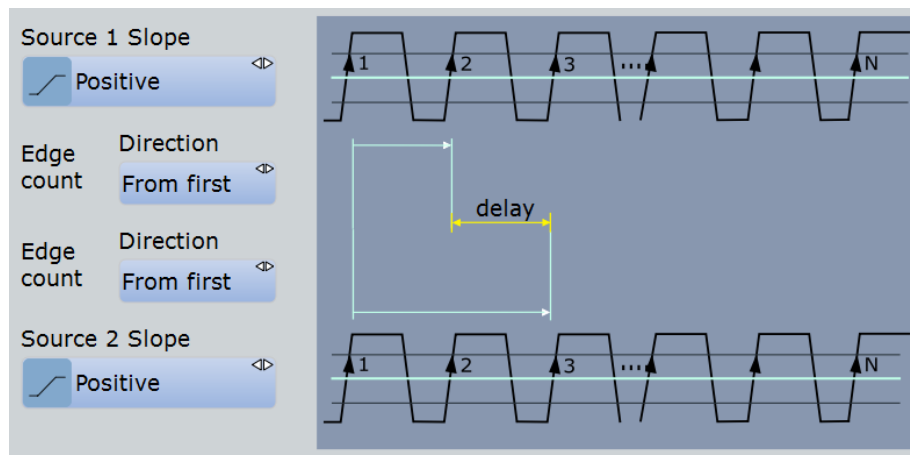 Source 1 Slope
Positive
Edge
count
Direction
From first
Edge
count
Direction
From first
Source 2 Slope
Positive
1 2 3 .... N
delay
1 2 3 .... N